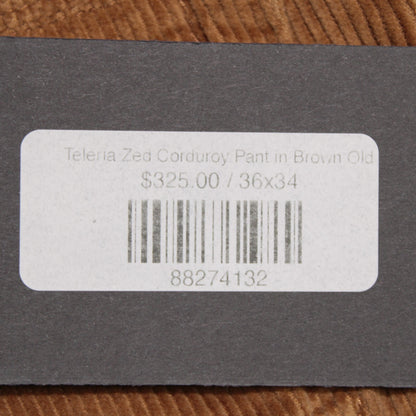 Teleria Zed Corduroy Pant in Brown Old
$325.00 / 36x34
88274132